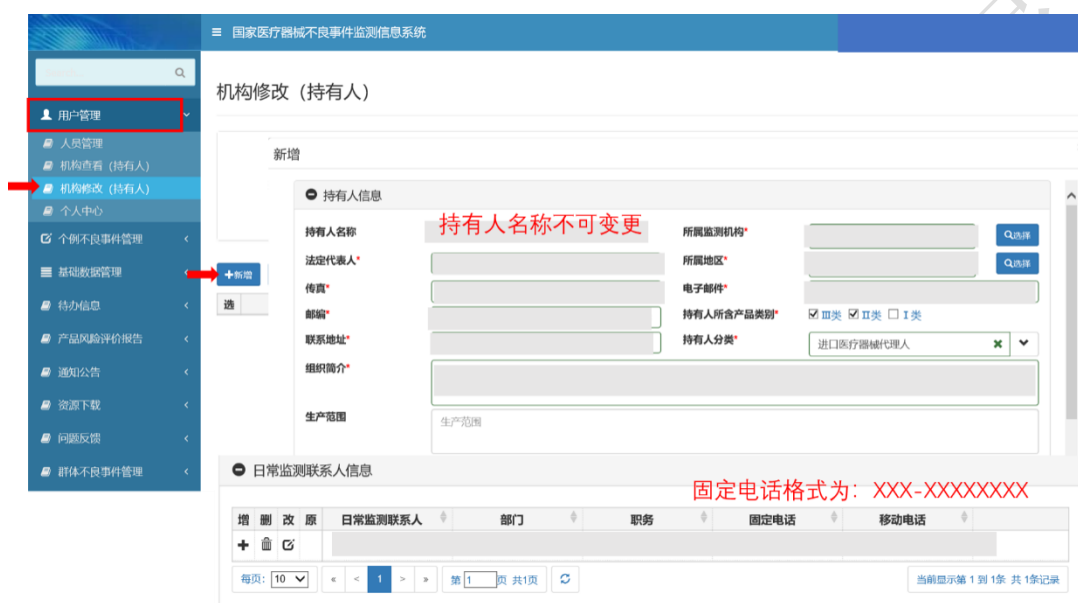 国家医疗器械不良事件监测信息系统
机构修改（持有人）
用户管理
人员管理
机构查看（持有人）
机构修改（持有人）
个人中心
个例不良事件管理
基础数据管理
待办信息
产品风险评价报告
通知公告
资源下载
问题反馈
群体不良事件管理
新增
持有人信息
持有人名称 持有人名称不可变更 所属监测机构* 选择
法定代表人* 所属地区* 选择
传真* 电子邮件*
邮编* 持有人所含产品类别* III类 II类 I类
联系地址* 持有人分类* 进口医疗器械代理人
组织简介*
生产范围 生产范围
新增
选
日常监测联系人信息
固定电话格式为：XXX-XXXXXXXX
增 删 改 原 日常监测联系人 部门 职务 固定电话 移动电话
每页: 10 « < 1 > » 第 1 页 共1页 当前显示第 1 到 1条 共 1条记录